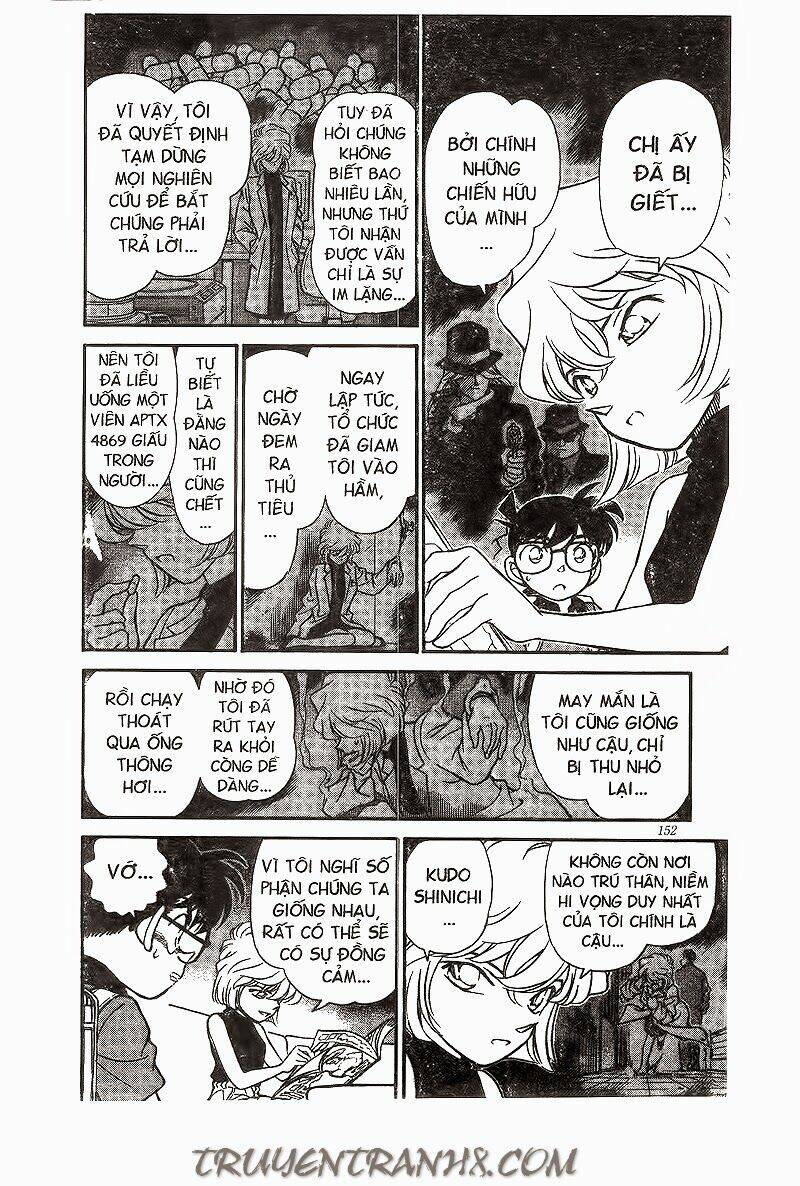 CHỊ ẤY
ĐÃ BỊ
GIẾT...
BỞI CHÍNH
NHỮNG
CHIẾN HỮU
CỦA MÌNH
...
TUY ĐÃ
HỎI CHÚNG
KHÔNG
BIẾT BAO
NHIÊU LẦN,
NHƯNG THỨ
TÔI NHẬN
ĐƯỢC VẨN
CHỈ LÀ SỰ
IM LẶNG...
VÌ VẬY, TÔI
ĐÃ QUYẾT ĐỊNH
TẠM DỪNG
MỌI NGHIÊN
CỨU ĐỂ BẮT
CHÚNG PHẢI
TRẢ LỜI...
NGAY
LẬP TỨC,
TỔ CHỨC
ĐÃ GIAM
TÔI VÀO
HẦM,
CHỜ
NGÀY
ĐEM
RA
THỦ
TIÊU
...
TỰ
BIẾT
LÀ
ĐẰNG
NÀO
THÌ
CŨNG
CHẾT
...
NÊN TÔI
ĐÃ LIỀU
UỐNG MỘT
VIÊN APTX
4869 GIẤU
TRONG
NGƯỜI...
MAY MẮN LÀ
TÔI CŨNG GIỐNG
NHƯ CẬU, CHỈ
BỊ THU NHỎ
LẠI...
NHỜ ĐÓ
TÔI ĐÃ
RÚT TAY
RA KHỎI
CÒNG DỄ
DÀNG...
RỒI CHẠY
THOÁT
QUA ỐNG
THÔNG
HƠI...
152
KHÔNG CÒN NƠI
NÀO TRÚ THÂN, NIỀM
HI VỌNG DUY NHẤT
CỦA TÔI CHÍNH LÀ
CẬU...
KUDO
SHINICHI
...
VÌ TÔI NGHĨ SỐ
PHẬN CHÚNG TA
GIỐNG NHAU,
RẤT CÓ THỂ SẼ
CÓ SỰ ĐỒNG
CẢM...
VỚ...
TRUYENTRANH8.COM